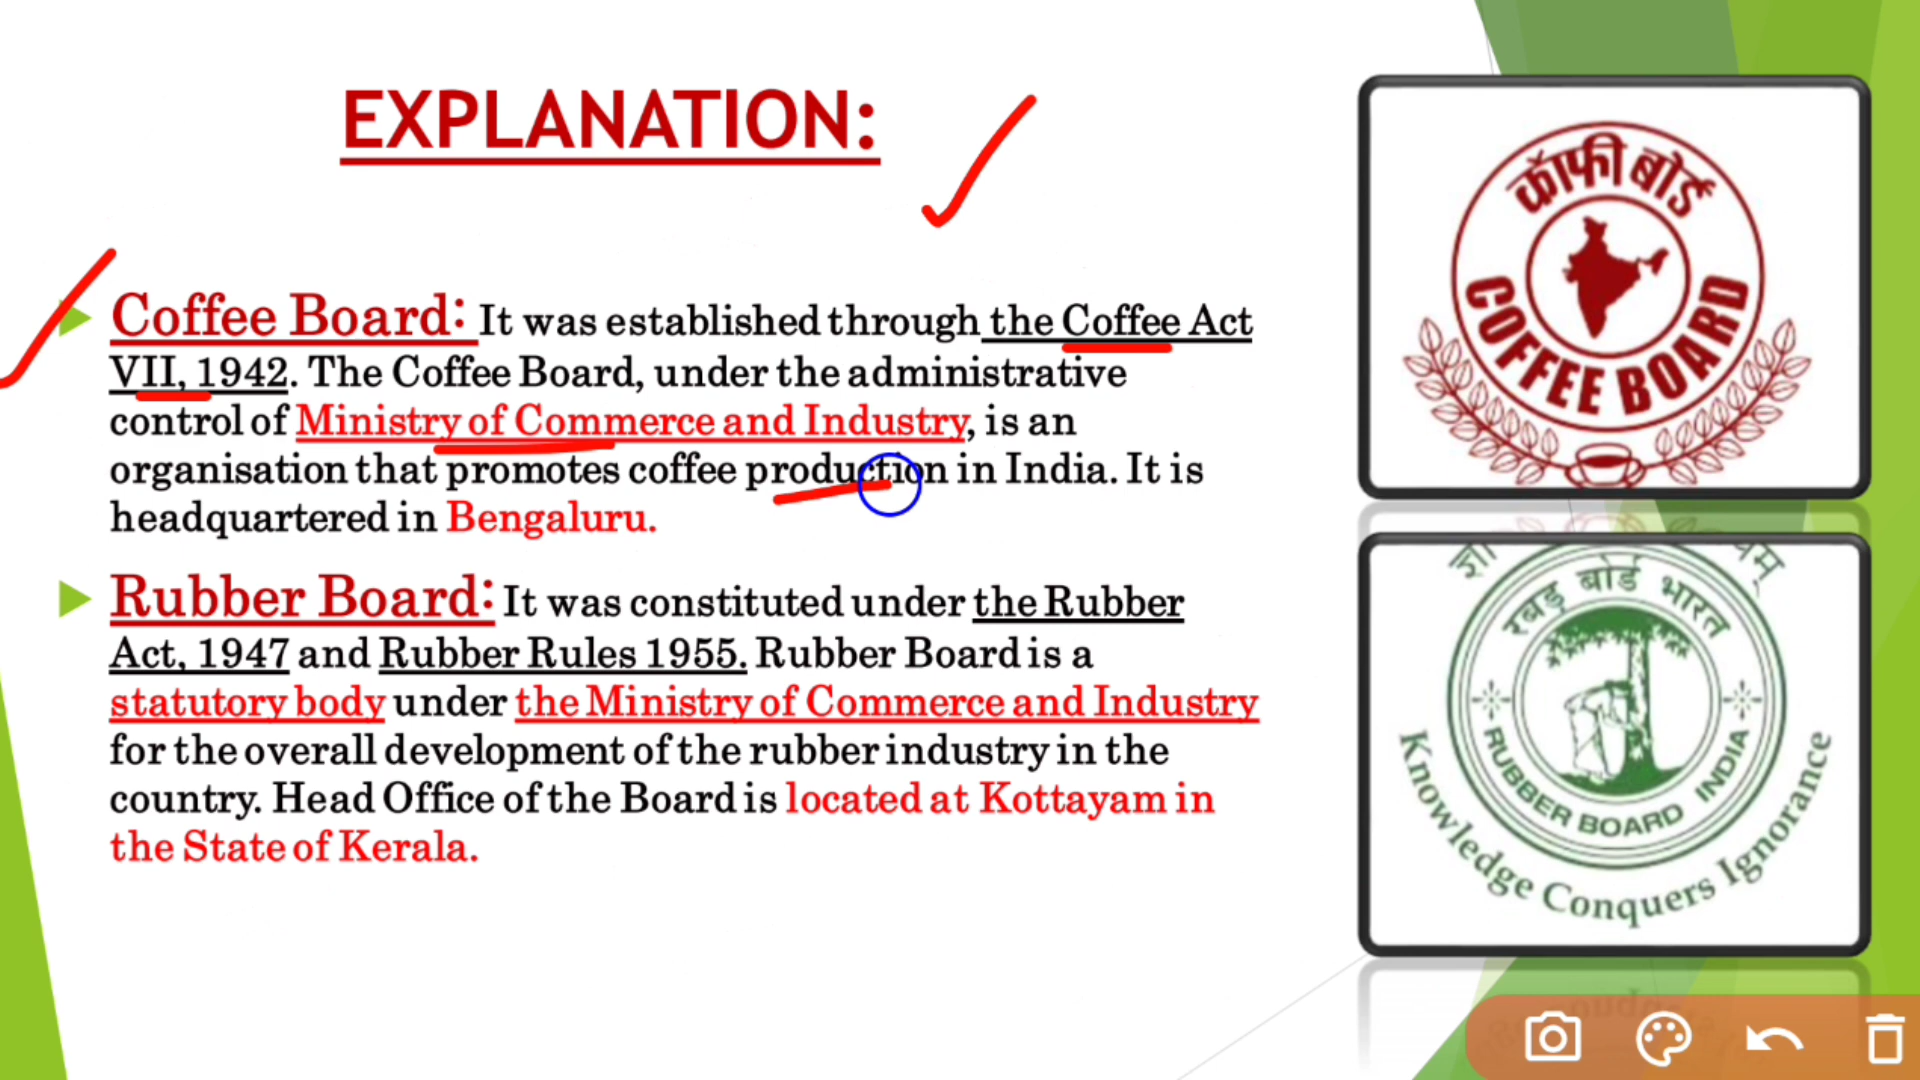 EXPLANATION:
Coffee Board: It was established through the Coffee Act
VII, 1942. The Coffee Board, under the administrative
control of Ministry of Commerce and Industry, is an
organisation that promotes coffee production in India. It is
headquartered in Bengaluru.
Rubber Board: It was constituted under the Rubber
Act, 1947 and Rubber Rules 1955. Rubber Board is a
statutory body under the Ministry of Commerce and Industry
for the overall development of the rubber industry in the
country. Head Office of the Board is located at Kottayam in
the State of Kerala.
कॉफी बोर्ड
COFFEE BOARD
रबड़ बोर्ड भारत
RUBBER BOARD INDIA
Knowledge Conquers Ignorance